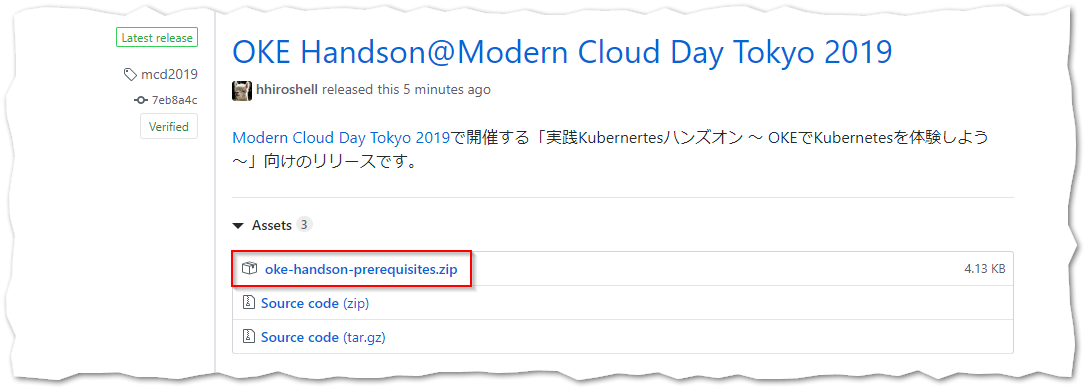 Latest release
mcd2019
7eb8a4c
Verified
OKE Handson@Modern Cloud Day Tokyo 2019
hhiroshell released this 5 minutes ago
Modern Cloud Day Tokyo 2019で開催する「実践Kubernertesハンズオン 〜 OKEでKubernetesを体験しよう
〜」向けのリリースです。
Assets 3
oke-handson-prerequisites.zip 4.13 KB
Source code (zip)
Source code (tar.gz)